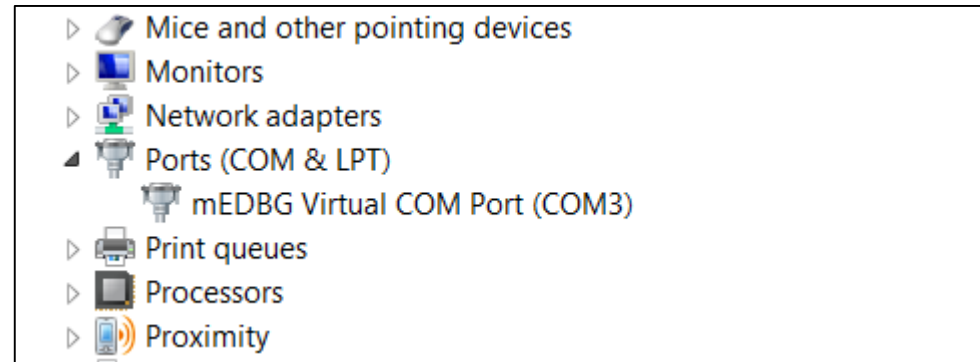 Mice and other pointing devices
Monitors
Network adapters
Ports (COM & LPT)
mEDBG Virtual COM Port (COM3)
Print queues
Processors
Proximity